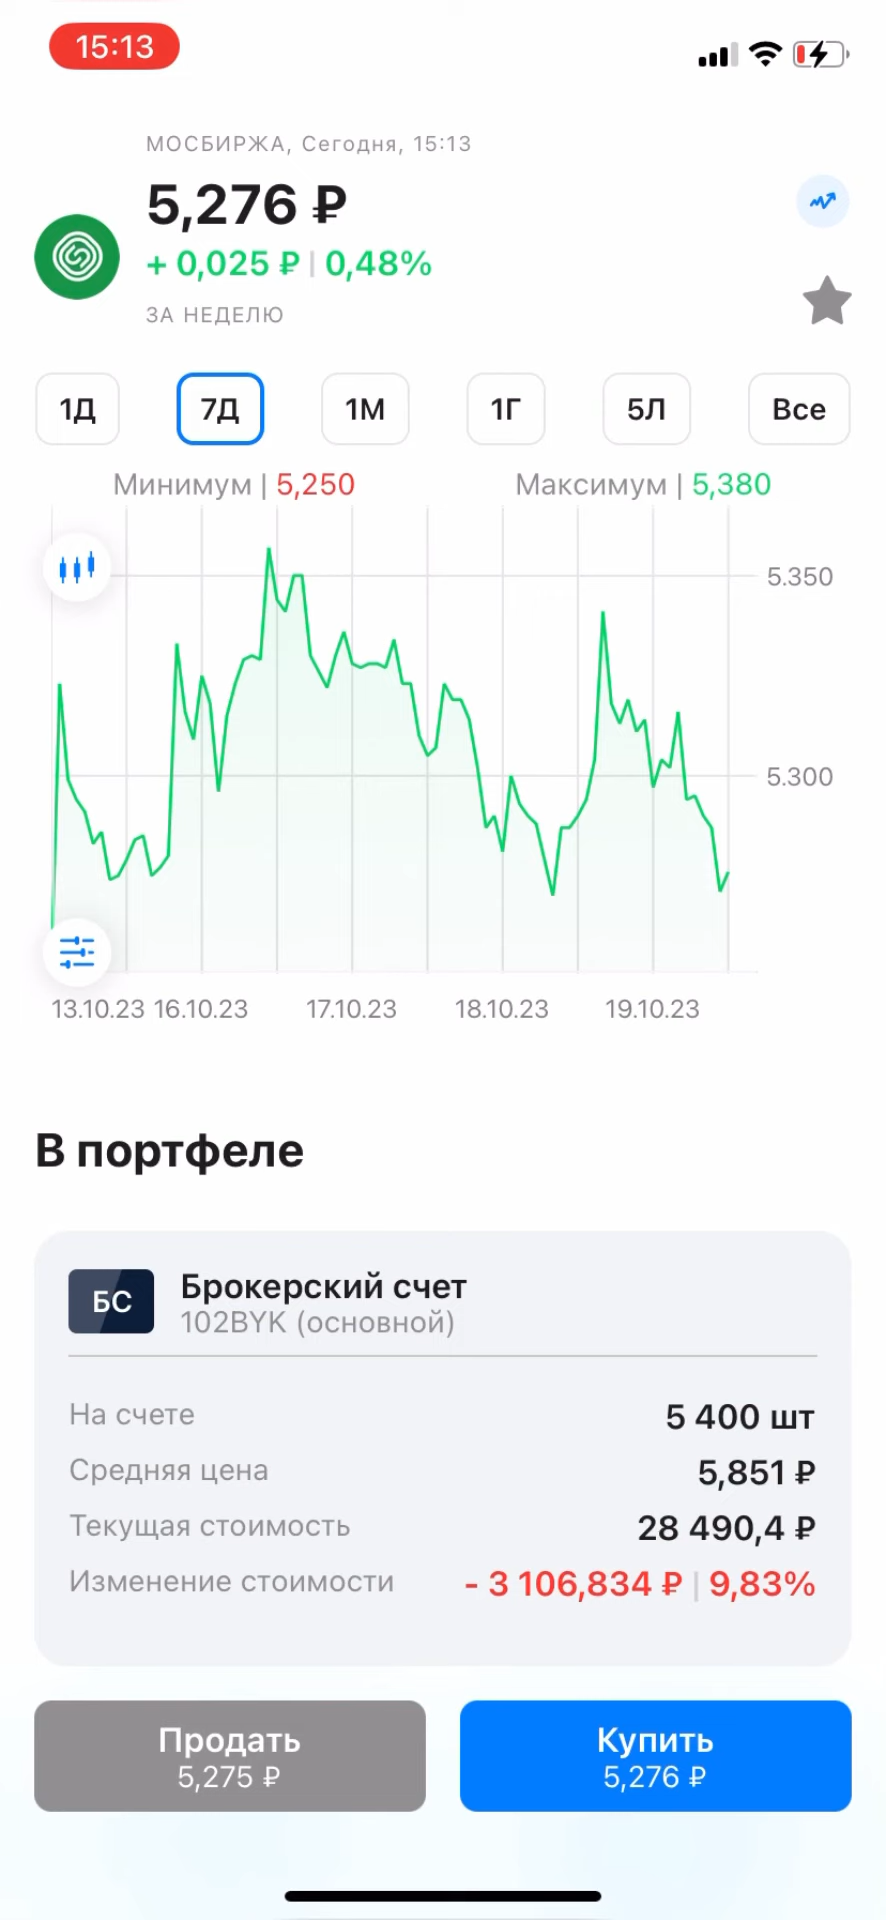 15:13
МОСБИРЖА, Сегодня, 15:13
5,276 ₽
+ 0,025 ₽ | 0,48%
ЗА НЕДЕЛЮ
1Д 7Д 1М 1Г 5Л Все
Минимум | 5,250 Максимум | 5,380
5.350
5.300
13.10.23 16.10.23 17.10.23 18.10.23 19.10.23
В портфеле
БС
Брокерский счет
102BYK (основной)
На счете 5 400 шт
Средняя цена 5,851 ₽
Текущая стоимость 28 490,4 ₽
Изменение стоимости - 3 106,834 ₽ | 9,83%
Продать Купить
5,275 ₽ 5,276 ₽